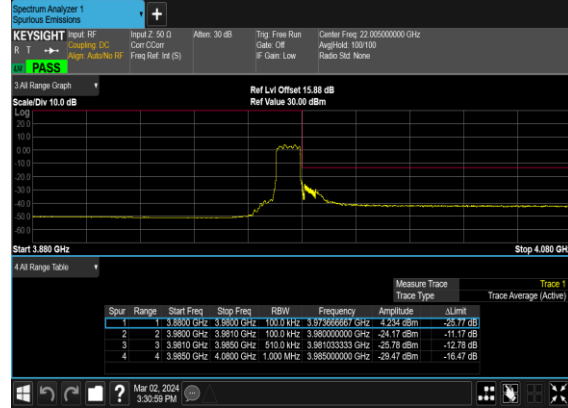 Spectrum Analyzer 1
Spurious Emissions
KEYSIGHT
R T
LXI PASS
Input: RF
Coupling: DC
Align: Auto/No RF
Input Z: 50 Ω
Corr CCorr
Freq Ref: Int (S)
Atten: 30 dB
Trig: Free Run
Gate: Off
IF Gain: Low
Center Freq: 22.005000000 GHz
Avg|Hold: 100/100
Radio Std: None
3 All Range Graph
Ref Lvl Offset 15.88 dB
Scale/Div 10.0 dB
Ref Value 30.00 dBm
Log
20.0
10.0
0.00
-10.0
-20.0
-30.0
-40.0
-50.0
-60.0
Start 3.880 GHz
Stop 4.080 GH
4 All Range Table
Measure Trace Trace 1
Trace Type Trace Average (Active)
Spur Range Start Freq Stop Freq RBW Frequency Amplitude ΔLimit
1 1 3.8800 GHz 3.9800 GHz 100.0 kHz 3.973666667 GHz 4.234 dBm -25.77 dB
2 2 3.9800 GHz 3.9810 GHz 100.0 kHz 3.980000000 GHz -24.17 dBm -11.17 dB
3 3 3.9810 GHz 3.9850 GHz 510.0 kHz 3.981033333 GHz -25.78 dBm -12.78 dB
4 4 3.9850 GHz 4.0800 GHz 1.000 MHz 3.985000000 GHz -29.47 dBm -16.47 dB
?
Mar 02, 2024
3:30:59 PM